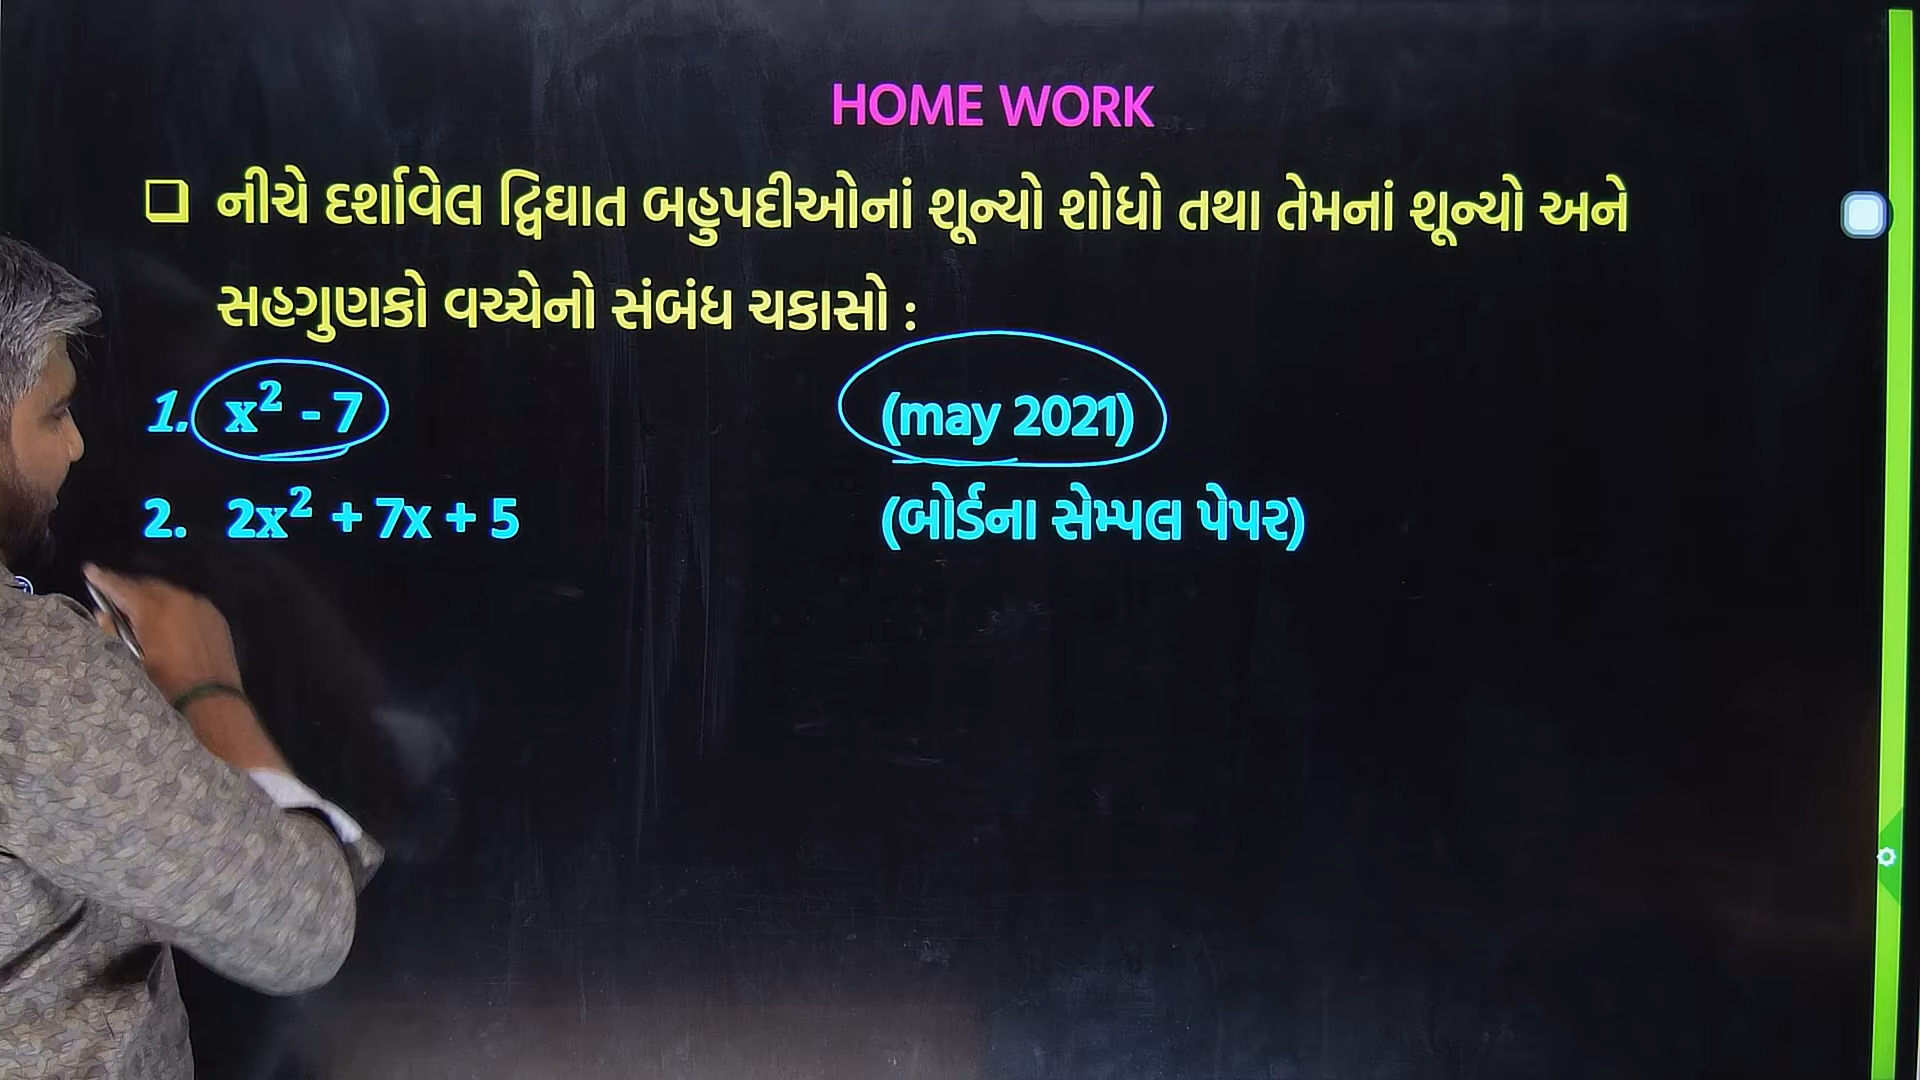 HOME WORK
❑ નીચે દર્શાવેલ દ્વિઘાત બહુપદીઓનાં શૂન્યો શોધો તથા તેમનાં શૂન્યો અને
સહગુણકો વચ્ચેનો સંબંધ ચકાસો :
1. x² - 7 (may 2021)
2. 2x² + 7x + 5 (બોર્ડના સેમ્પલ પેપર)